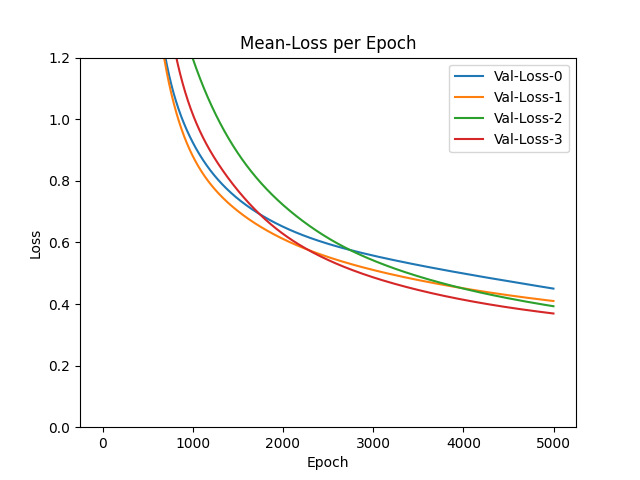 Mean-Loss per Epoch
1.2
1.0
0.8
0.6
0.4
0.2
0.0
Loss
Val-Loss-0
Val-Loss-1
Val-Loss-2
Val-Loss-3
0 1000 2000 3000 4000 5000
Epoch